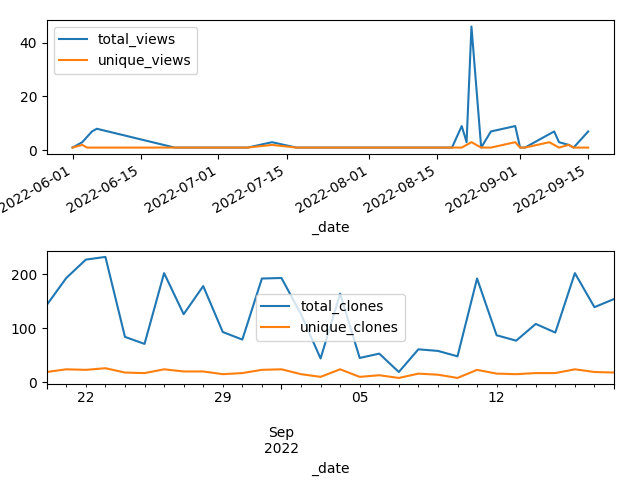 40
20
0
total_views
unique_views
2022-06-01
2022-06-15
2022-07-01
2022-07-15
2022-08-01
2022-08-15
2022-09-01
2022-09-15
_date
200
100
0
total_clones
unique_clones
22
29
05
12
Sep
2022
_date